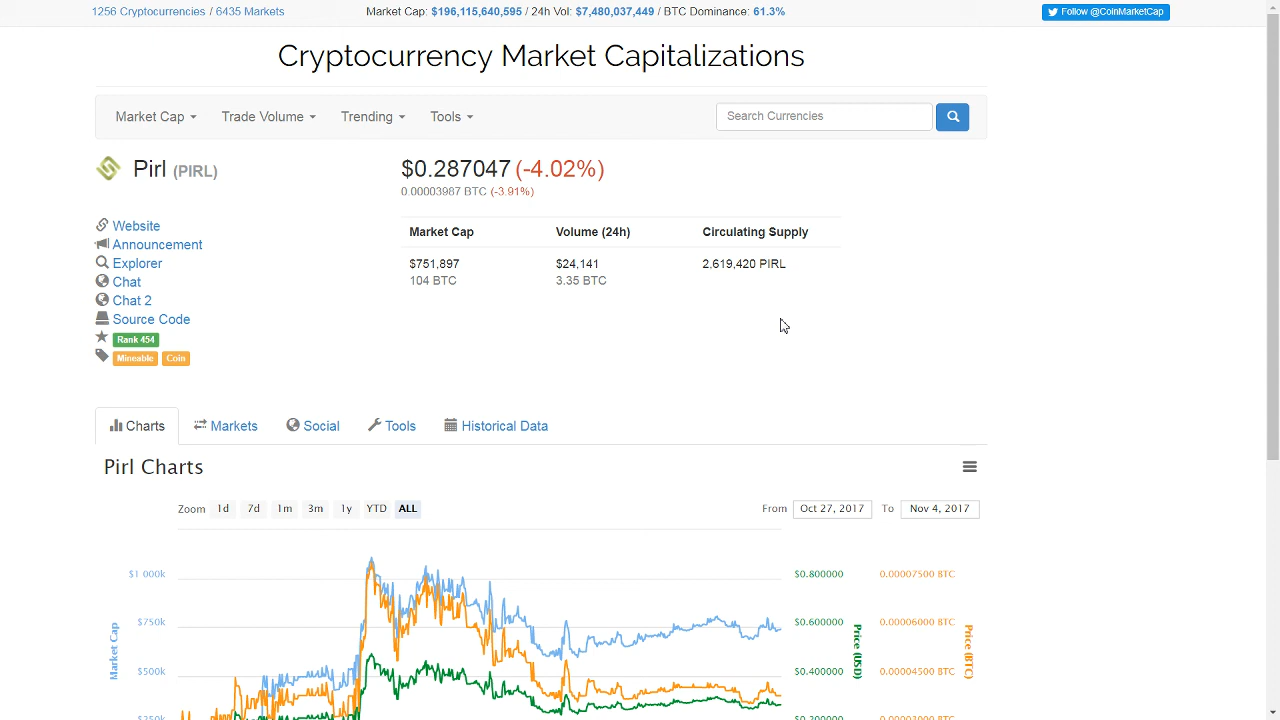 1256 Cryptocurrencies / 6435 Markets
Market Cap: $196,115,640,595 / 24h Vol: $7,480,037,449 / BTC Dominance: 61.3%
Follow @CoinMarketCap
Cryptocurrency Market Capitalizations
Market Cap
Trade Volume
Trending
Tools
Search Currencies
Pirl (PIRL)
$0.287047 (-4.02%)
0.00003987 BTC (-3.91%)
Website
Announcement
Explorer
Chat
Chat 2
Source Code
Rank 454
Mineable Coin
Market Cap Volume (24h) Circulating Supply
$751,897 $24,141 2,619,420 PIRL
104 BTC 3.35 BTC
Charts Markets Social Tools Historical Data
Pirl Charts
Zoom 1d 7d 1m 3m 1y YTD ALL
From Oct 27, 2017 To Nov 4, 2017
$1 000k $0.800000 0.00007500 BTC
$750k $0.600000 0.00006000 BTC
$500k $0.400000 0.00004500 BTC
$250k $0.200000 0.00003000 BTC
Market Cap
Price (USD)
Price (BTC)